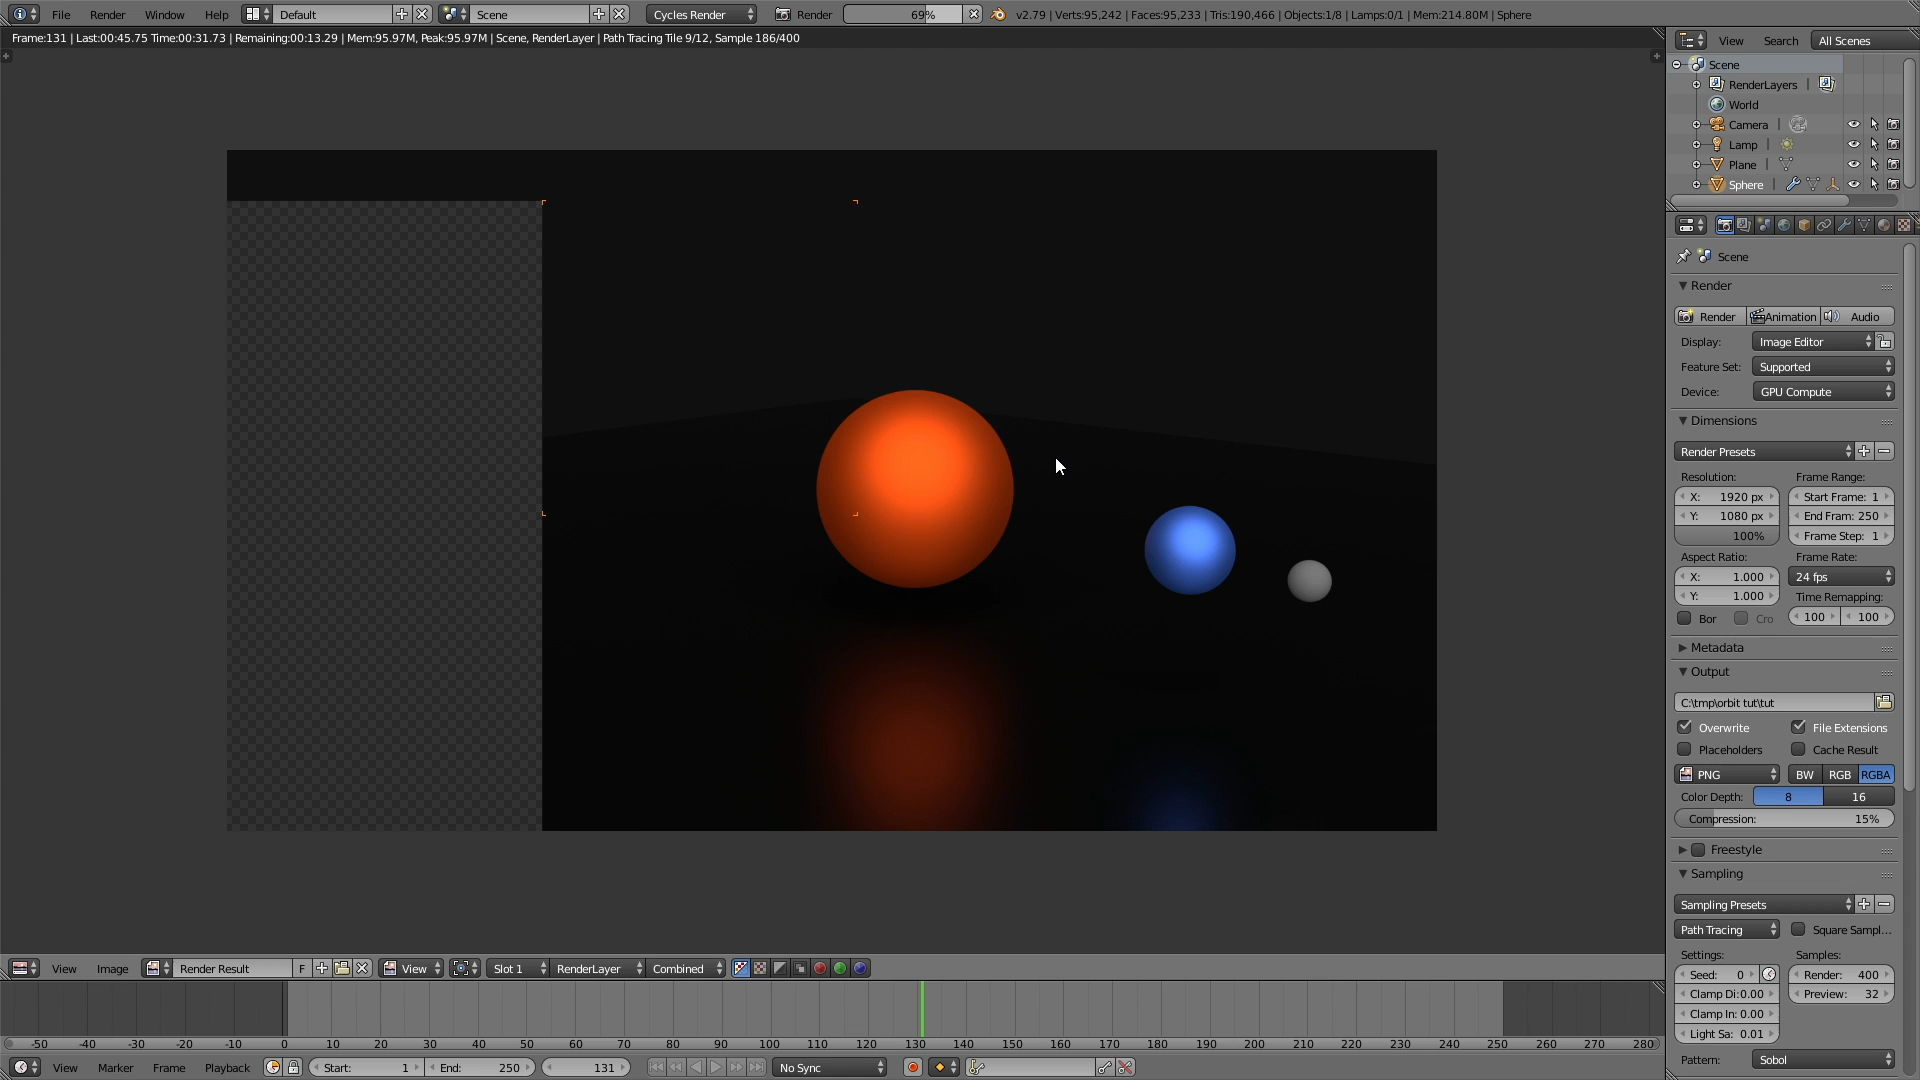 File Render Window Help Default Scene Cycles Render Render 69% v2.79 | Verts:95,242 | Faces:95,233 | Tris:190,466 | Objects:1/8 | Lamps:0/1 | Mem:214.80M | Sphere
Frame:131 | Last:00:45.75 Time:00:31.73 | Remaining:00:13.29 | Mem:95.97M, Peak:95.97M | Scene, RenderLayer | Path Tracing Tile 9/12, Sample 186/400
View Search All Scenes
Scene
RenderLayers |
World
Camera |
Lamp |
Plane |
Sphere |
Scene
Render
Render Animation Audio
Display: Image Editor
Feature Set: Supported
Device: GPU Compute
Dimensions
Render Presets
Resolution: Frame Range:
X: 1920 px Start Frame: 1
Y: 1080 px End Fram: 250
100% Frame Step: 1
Aspect Ratio: Frame Rate:
X: 1.000 24 fps
Y: 1.000 Time Remapping:
Bor Cro 100 100
Metadata
Output
C:\tmp\orbit tut\tut
Overwrite File Extensions
Placeholders Cache Result
PNG BW RGB RGBA
Color Depth: 8 16
Compression: 15%
Freestyle
Sampling
Sampling Presets
Path Tracing Square Sampl...
Settings: Samples:
Seed: 0 Render: 400
Clamp Di:0.00 Preview: 32
Clamp In: 0.00
Light Sa: 0.01
Pattern: Sobol
View Image Render Result F View Slot 1 RenderLayer Combined
-50 -40 -30 -20 -10 0 10 20 30 40 50 60 70 80 90 100 110 120 130 140 150 160 170 180 190 200 210 220 230 240 250 260 270 280
View Marker Frame Playback Start: 1 End: 250 131 No Sync